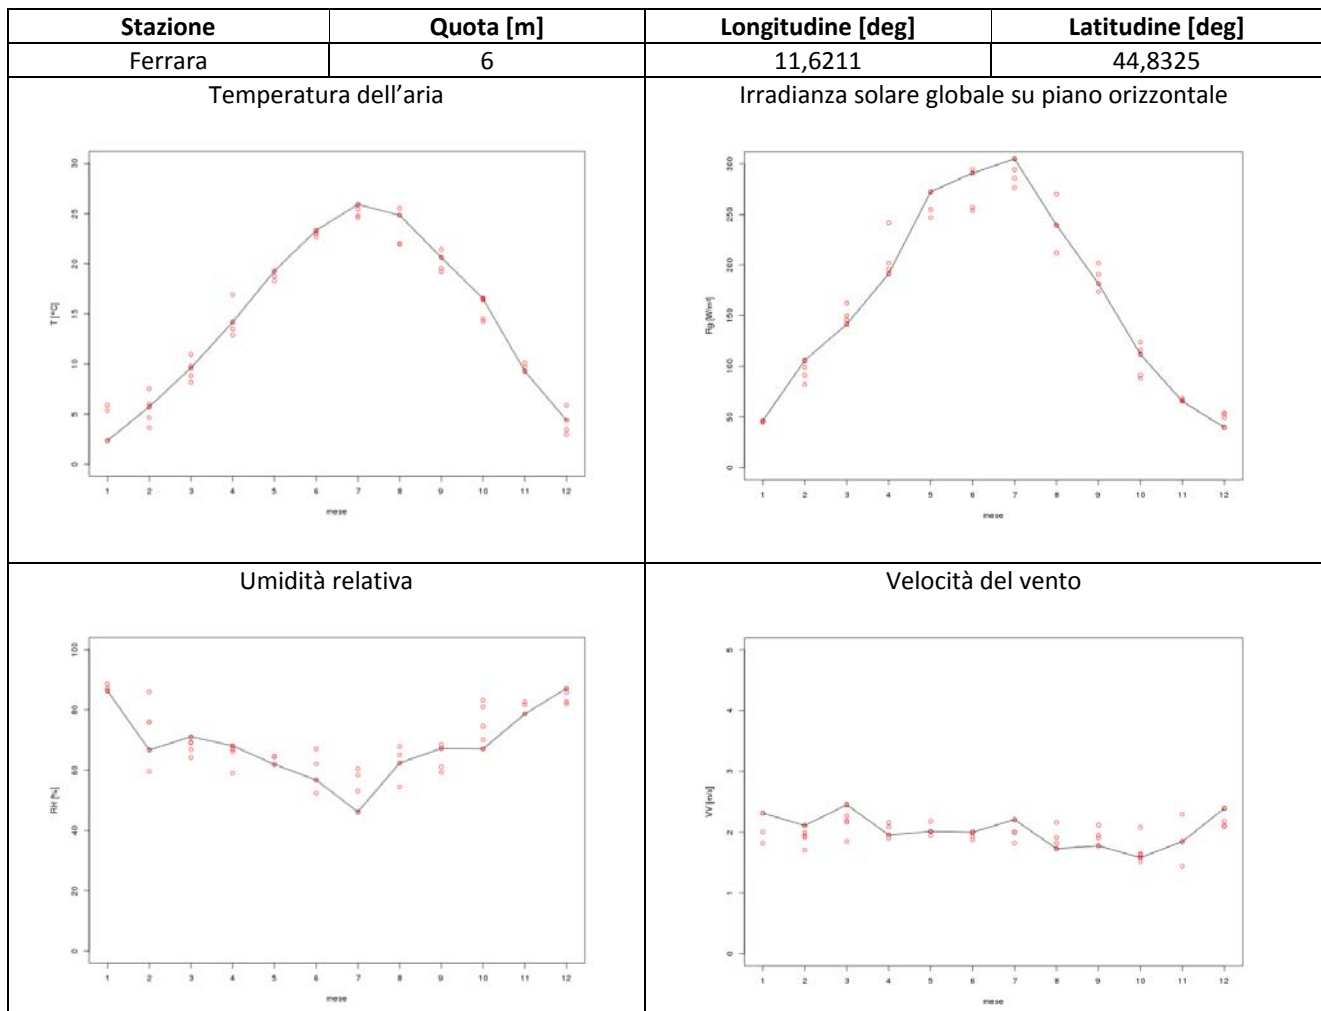 Stazione Quota [m] Longitudine [deg] Latitudine [deg]
Ferrara 6 11,6211 44,8325
Temperatura dell’aria
T [°C]
30
25
20
15
10
5
0
1 2 3 4 5 6 7 8 9 10 11 12
mese
Irradianza solare globale su piano orizzontale
Rg [W/m²]
300
250
200
150
100
50
0
1 2 3 4 5 6 7 8 9 10 11 12
mese
Umidità relativa
RH [%]
100
80
60
40
20
0
1 2 3 4 5 6 7 8 9 10 11 12
mese
Velocità del vento
VV [m/s]
5
4
3
2
1
0
1 2 3 4 5 6 7 8 9 10 11 12
mese